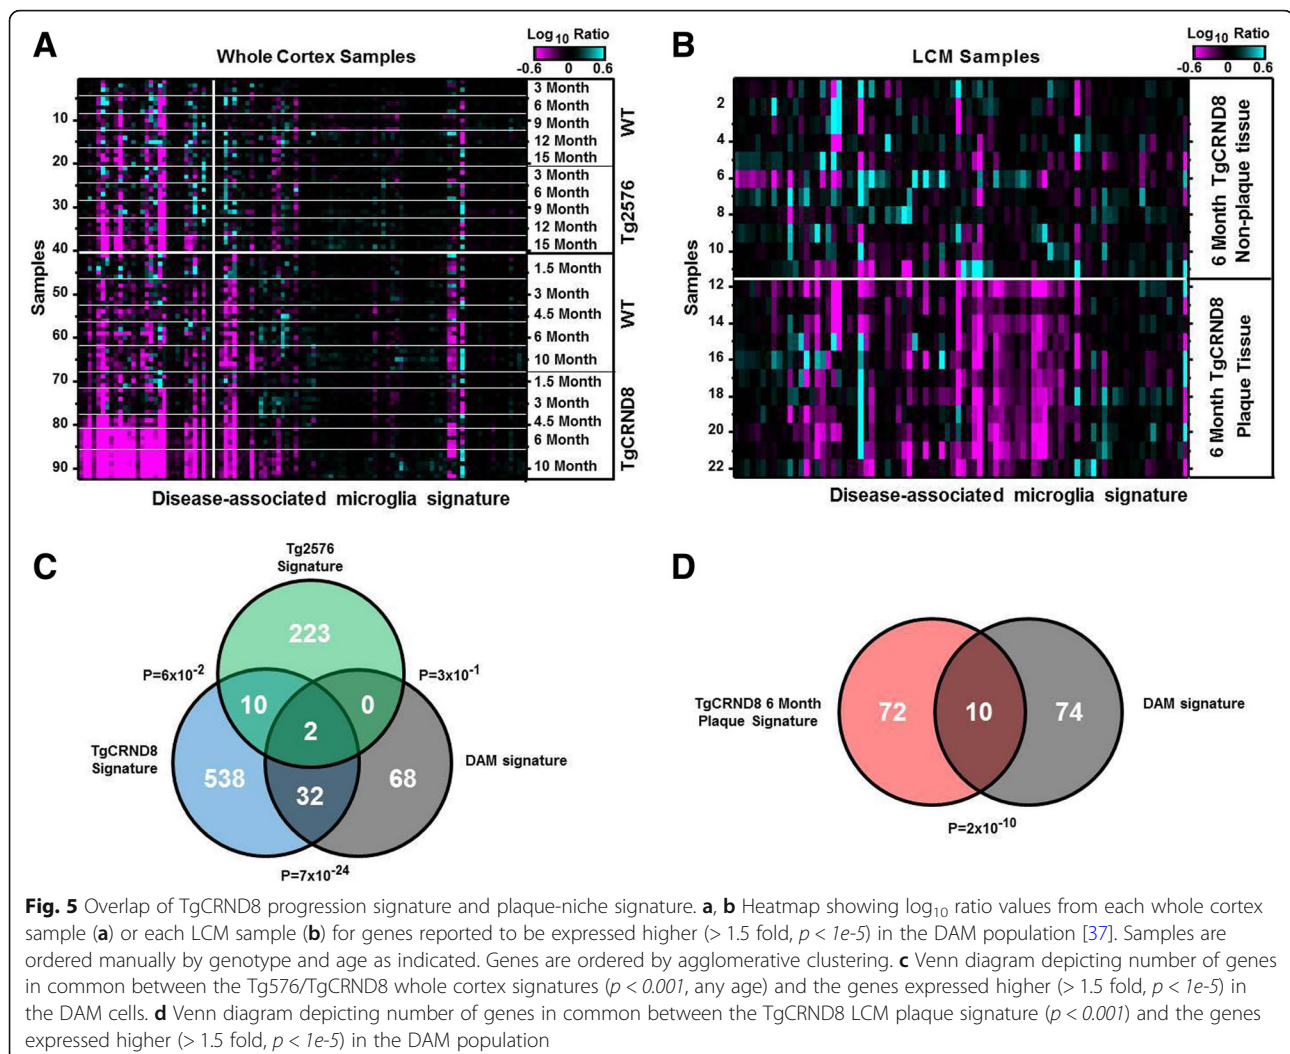 A
Whole Cortex Samples
Log10 Ratio
-0.6 0 0.6
Samples
10
20
30
40
50
60
70
80
90
3 Month
6 Month
9 Month
12 Month
15 Month
WT
3 Month
6 Month
9 Month
12 Month
15 Month
Tg2576
1.5 Month
3 Month
4.5 Month
6 Month
10 Month
WT
1.5 Month
3 Month
4.5 Month
6 Month
10 Month
TgCRND8
Disease-associated microglia signature
B
LCM Samples
Log10 Ratio
-0.6 0 0.6
Samples
2
4
6
8
10
12
14
16
18
20
22
6 Month TgCRND8
Non-plaque tissue
6 Month TgCRND8
Plaque Tissue
Disease-associated microglia signature
C
Tg2576
Signature
223
P=6x10-2
P=3x10-1
10
0
2
TgCRND8
Signature
DAM signature
538
68
32
P=7x10-24
D
TgCRND8 6 Month
Plaque Signature
72
10
74
DAM signature
P=2x10-10
Fig. 5 Overlap of TgCRND8 progression signature and plaque-niche signature. a, b Heatmap showing log10 ratio values from each whole cortex
sample (a) or each LCM sample (b) for genes reported to be expressed higher (> 1.5 fold, p < 1e-5) in the DAM population [37]. Samples are
ordered manually by genotype and age as indicated. Genes are ordered by agglomerative clustering. c Venn diagram depicting number of genes
in common between the Tg576/TgCRND8 whole cortex signatures (p < 0.001, any age) and the genes expressed higher (> 1.5 fold, p < 1e-5) in
the DAM cells. d Venn diagram depicting number of genes in common between the TgCRND8 LCM plaque signature (p < 0.001) and the genes
expressed higher (> 1.5 fold, p < 1e-5) in the DAM population